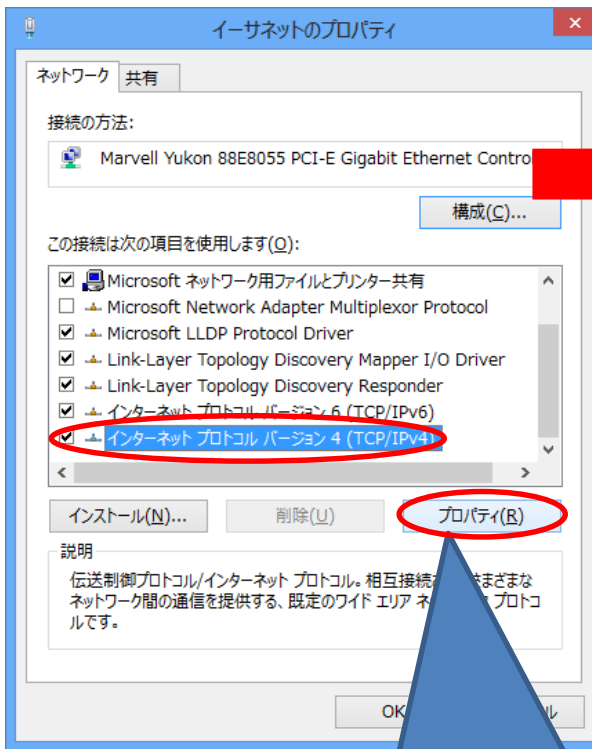 イーサネットのプロパティ
ネットワーク 共有
接続の方法:
Marvell Yukon 88E8055 PCI-E Gigabit Ethernet
構成(C)...
この接続は次の項目を使用します(O):
Microsoft ネットワーク用ファイルとプリンター共有
Microsoft Network Adapter Multiplexor Protocol
Microsoft LLDP Protocol Driver
Link-Layer Topology Discovery Mapper I/O Driver
Link-Layer Topology Discovery Responder
インターネット プロトコル バージョン 6 (TCP/IPv6)
インターネット プロトコル バージョン 4 (TCP/IPv4)
インストール(N)... 削除(U) プロパティ(R)
説明
伝送制御プロトコル/インターネット プロトコル。相互接続 まざまな
ネットワーク間の通信を提供する、既定のワイド エリア プロトコ
ルです。
OK